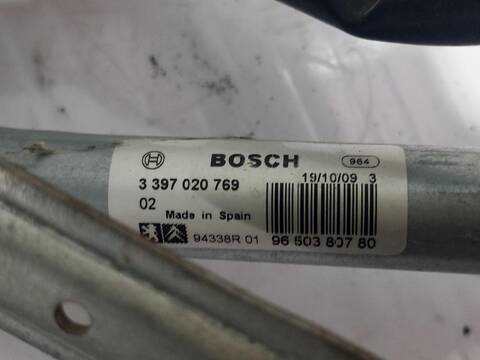 BOSCH 964
3 397 020 769 19/10/09 3
02
Made in Spain
94338R 01 96 503 807 80